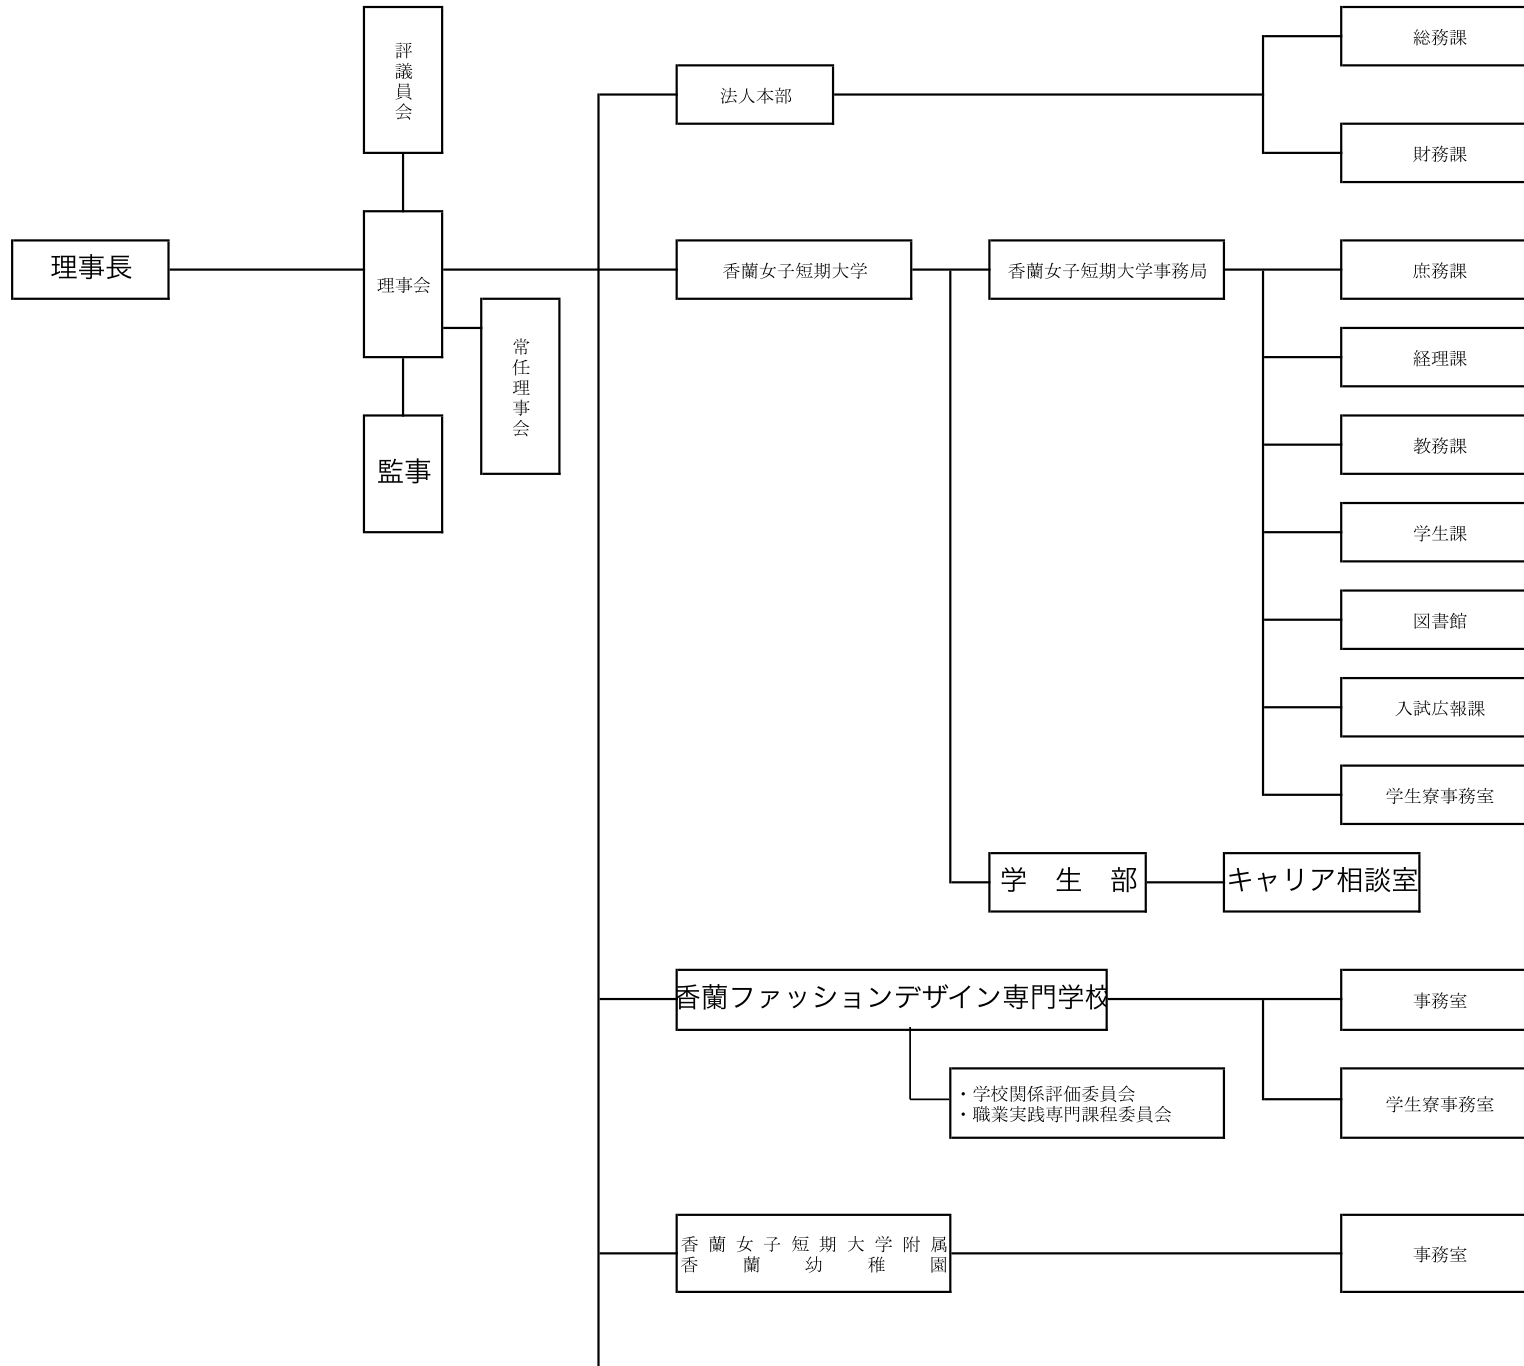 評議員会
総務課
法人本部
財務課
理事長
理事会
常任理事会
監事
香蘭女子短期大学
香蘭女子短期大学事務局
庶務課
経理課
教務課
学生課
図書館
入試広報課
学生寮事務室
学　生　部
キャリア相談室
香蘭ファッションデザイン専門学校
事務室
・学校関係評価委員会
・職業実践専門課程委員会
学生寮事務室
香蘭女子短期大学附属
香蘭幼稚園
事務室